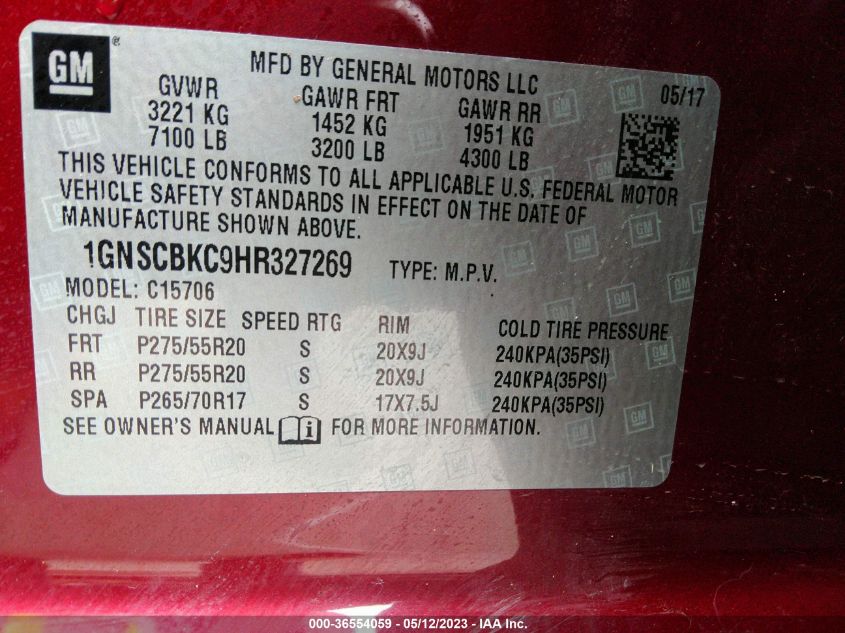 GM
MFD BY GENERAL MOTORS LLC
05/17
GVWR GAWR FRT GAWR RR
3221 KG 1452 KG 1951 KG
7100 LB 3200 LB 4300 LB
THIS VEHICLE CONFORMS TO ALL APPLICABLE U.S. FEDERAL MOTOR
VEHICLE SAFETY STANDARDS IN EFFECT ON THE DATE OF
MANUFACTURE SHOWN ABOVE.
1GNSCBKC9HR327269 TYPE: M.P.V.
MODEL: C15706
CHGJ TIRE SIZE SPEED RTG RIM COLD TIRE PRESSURE
FRT P275/55R20 S 20X9J 240KPA(35PSI)
RR P275/55R20 S 20X9J 240KPA(35PSI)
SPA P265/70R17 S 17X7.5J 240KPA(35PSI)
SEE OWNER'S MANUAL i FOR MORE INFORMATION.
000-36554059 - 05/12/2023 - IAA Inc.